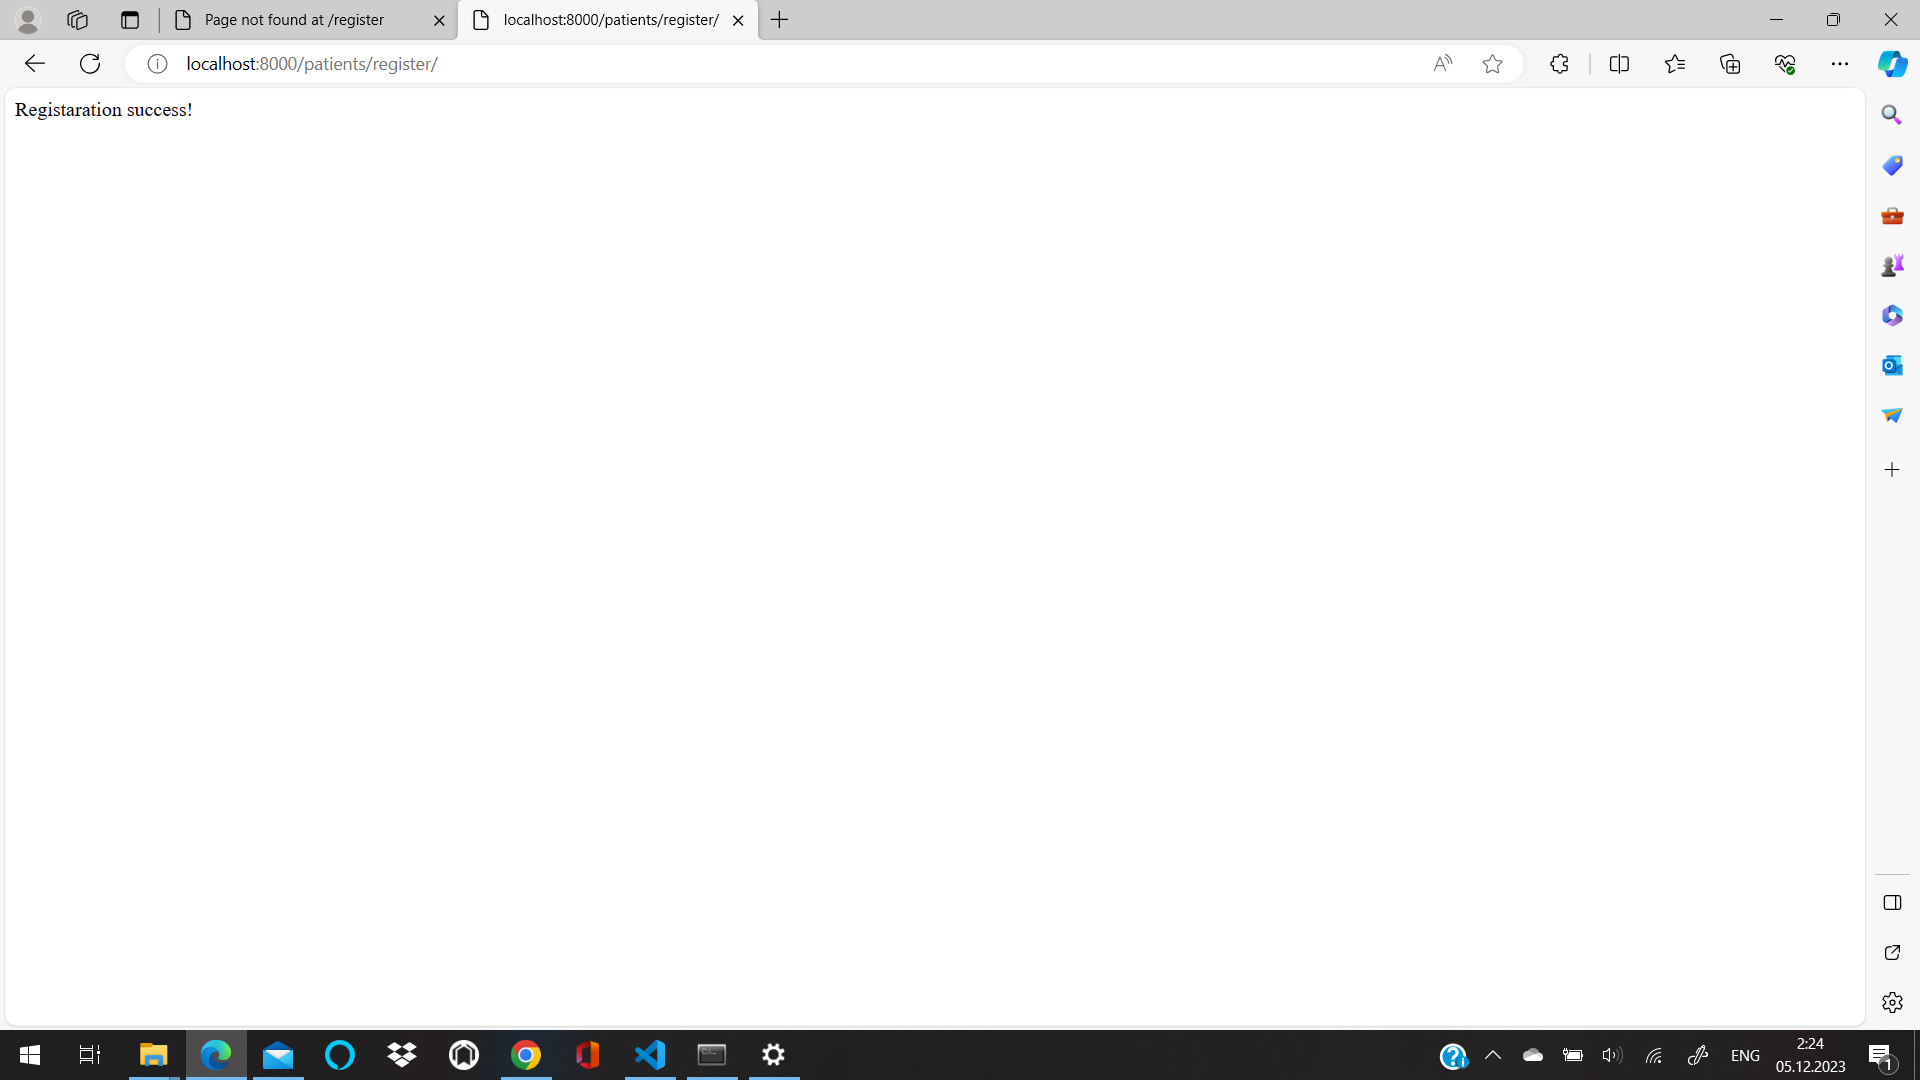 Page not found at /register
localhost:8000/patients/register/
localhost:8000/patients/register/
Registaration success!
ENG
2:24
05.12.2023
1